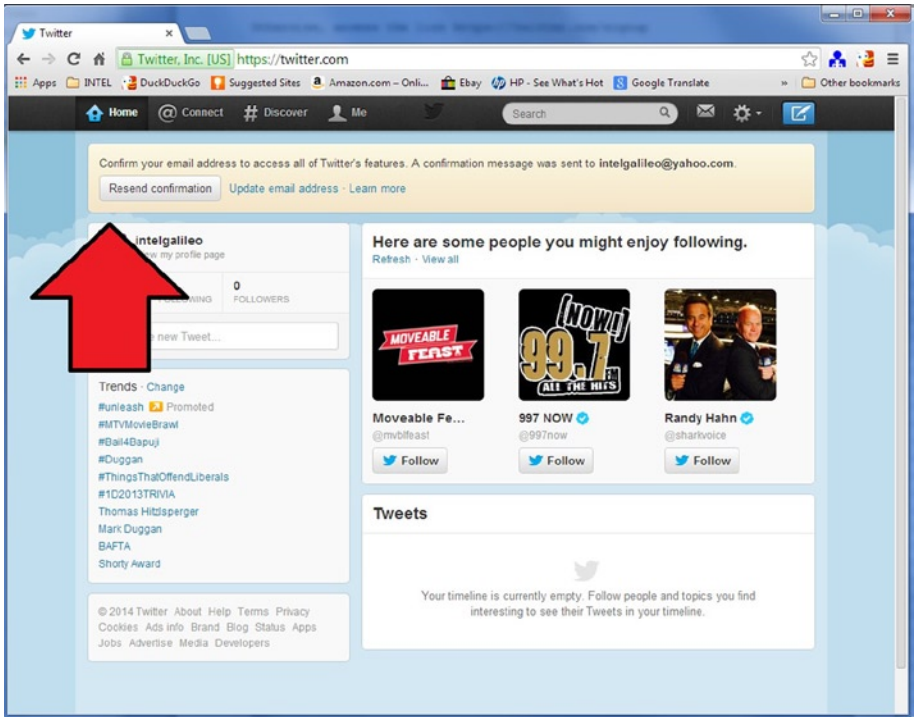 Twitter
Twitter, Inc. [US] https://twitter.com
Apps INTEL DuckDuckGo Suggested Sites Amazon.com – Onli... Ebay HP - See What's Hot Google Translate » Other bookmarks
Home Connect Discover Me Search
Confirm your email address to access all of Twitter's features. A confirmation message was sent to intelgalileo@yahoo.com.
Resend confirmation Update email address · Learn more
intelgalileo
my profile page
FOLLOWING
0
FOLLOWERS
new Tweet...
Trends · Change
#unleash Promoted
#MTVMovieBrawl
#Bail4Bapuji
#Duggan
#ThingsThatOffendLiberals
#1D2013TRIVIA
Thomas Hitzlsperger
Mark Duggan
BAFTA
Shorty Award
© 2014 Twitter About Help Terms Privacy
Cookies Ads info Brand Blog Status Apps
Jobs Advertise Media Developers
Here are some people you might enjoy following.
Refresh · View all
MOVEABLE
FEAST
[NOW!]
99.7
FM
ALL THE HITS
Moveable Fe...
@mvblfeast
Follow
997 NOW
@997now
Follow
Randy Hahn
@sharkvoice
Follow
Tweets
Your timeline is currently empty. Follow people and topics you find
interesting to see their Tweets in your timeline.